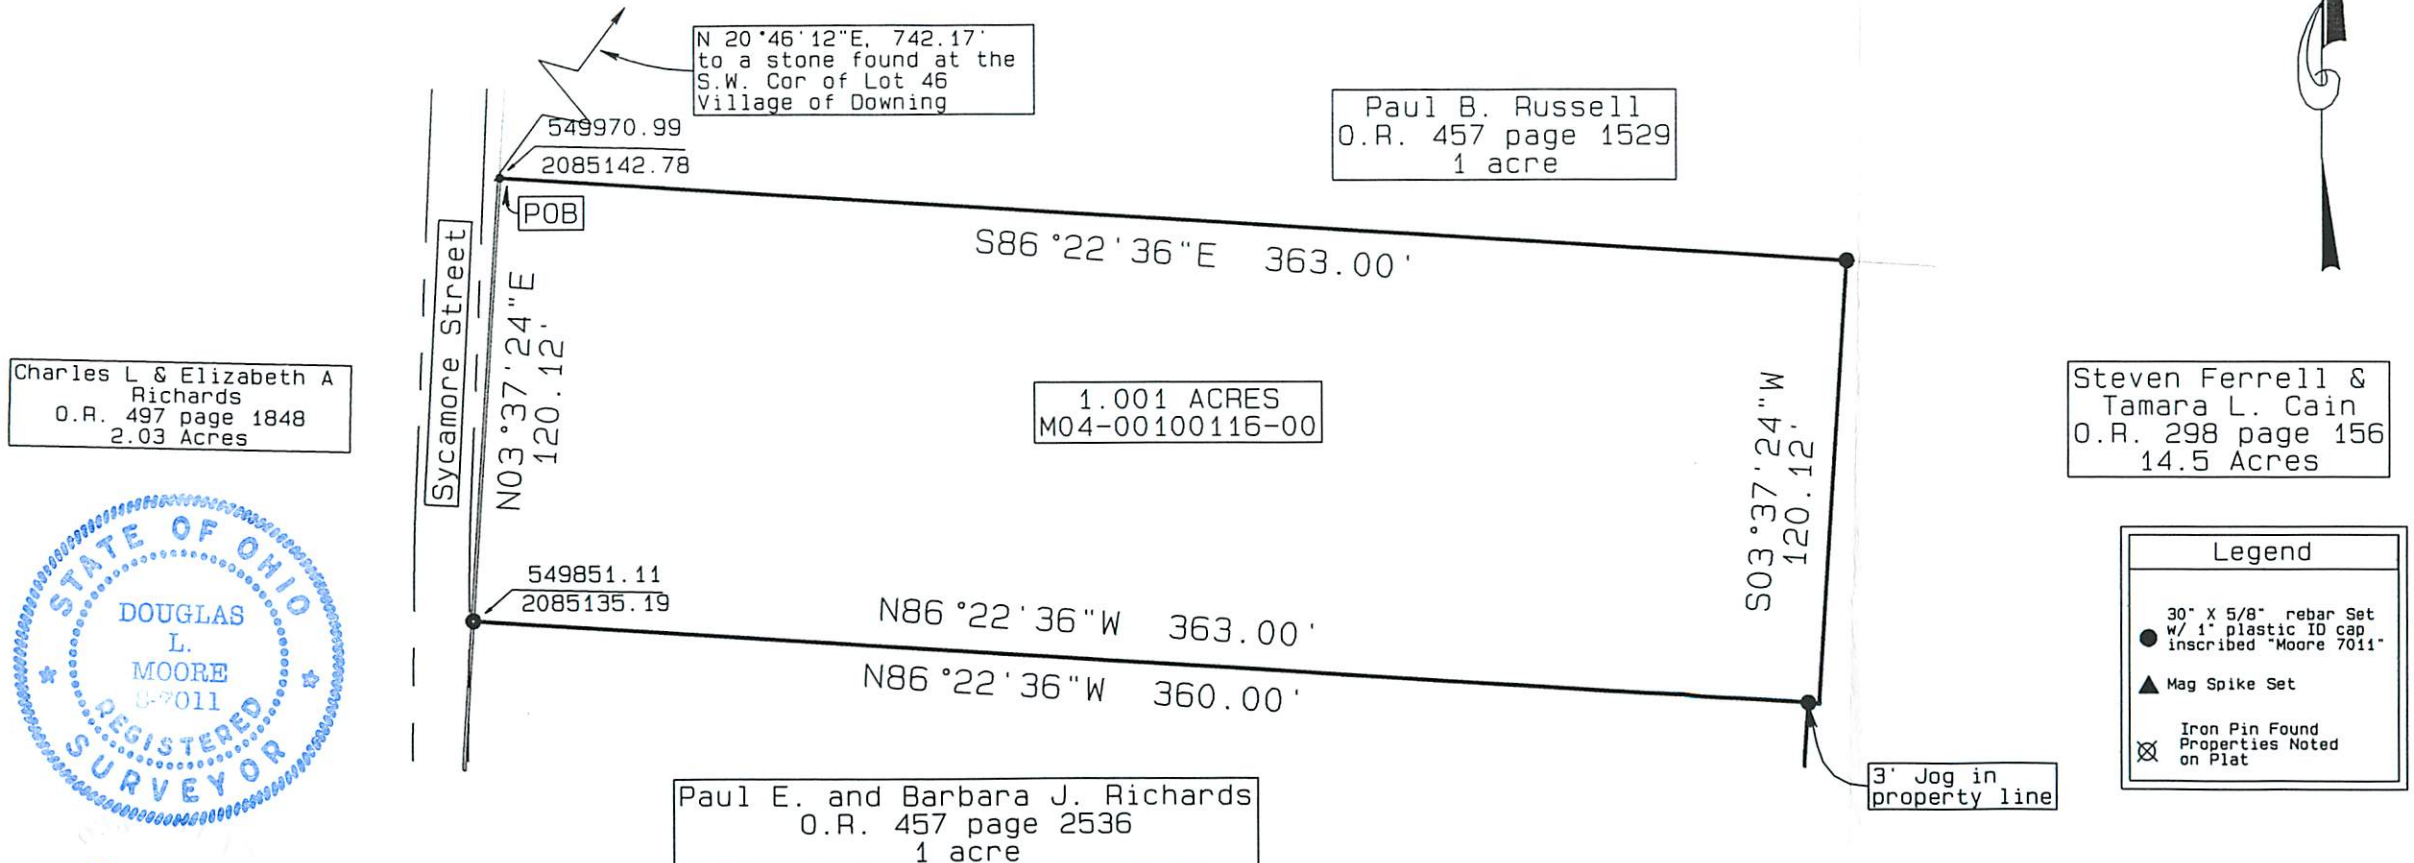 N 20°46'12"E, 742.17'
to a stone found at the
S.W. Cor of Lot 46
Village of Downing
Paul B. Russell
O.R. 457 page 1529
1 acre
549970.99
2085142.78
POB
S86°22'36"E 363.00'
Sycamore Street
N03°37'24"E
120.12'
Charles L & Elizabeth A
Richards
O.R. 497 page 1848
2.03 Acres
1.001 ACRES
M04-00100116-00
S03°37'24"W
120.12'
Steven Ferrell &
Tamara L. Cain
O.R. 298 page 156
14.5 Acres
STATE OF OHIO
DOUGLAS
L.
MOORE
S-7011
REGISTERED
SURVEYOR
549851.11
2085135.19
N86°22'36"W 363.00'
N86°22'36"W 360.00'
Legend
30" X 5/8" rebar Set
w/ 1" plastic ID cap
inscribed "Moore 7011"
Mag Spike Set
Iron Pin Found
Properties Noted
on Plat
3' Jog in
property line
Paul E. and Barbara J. Richards
O.R. 457 page 2536
1 acre